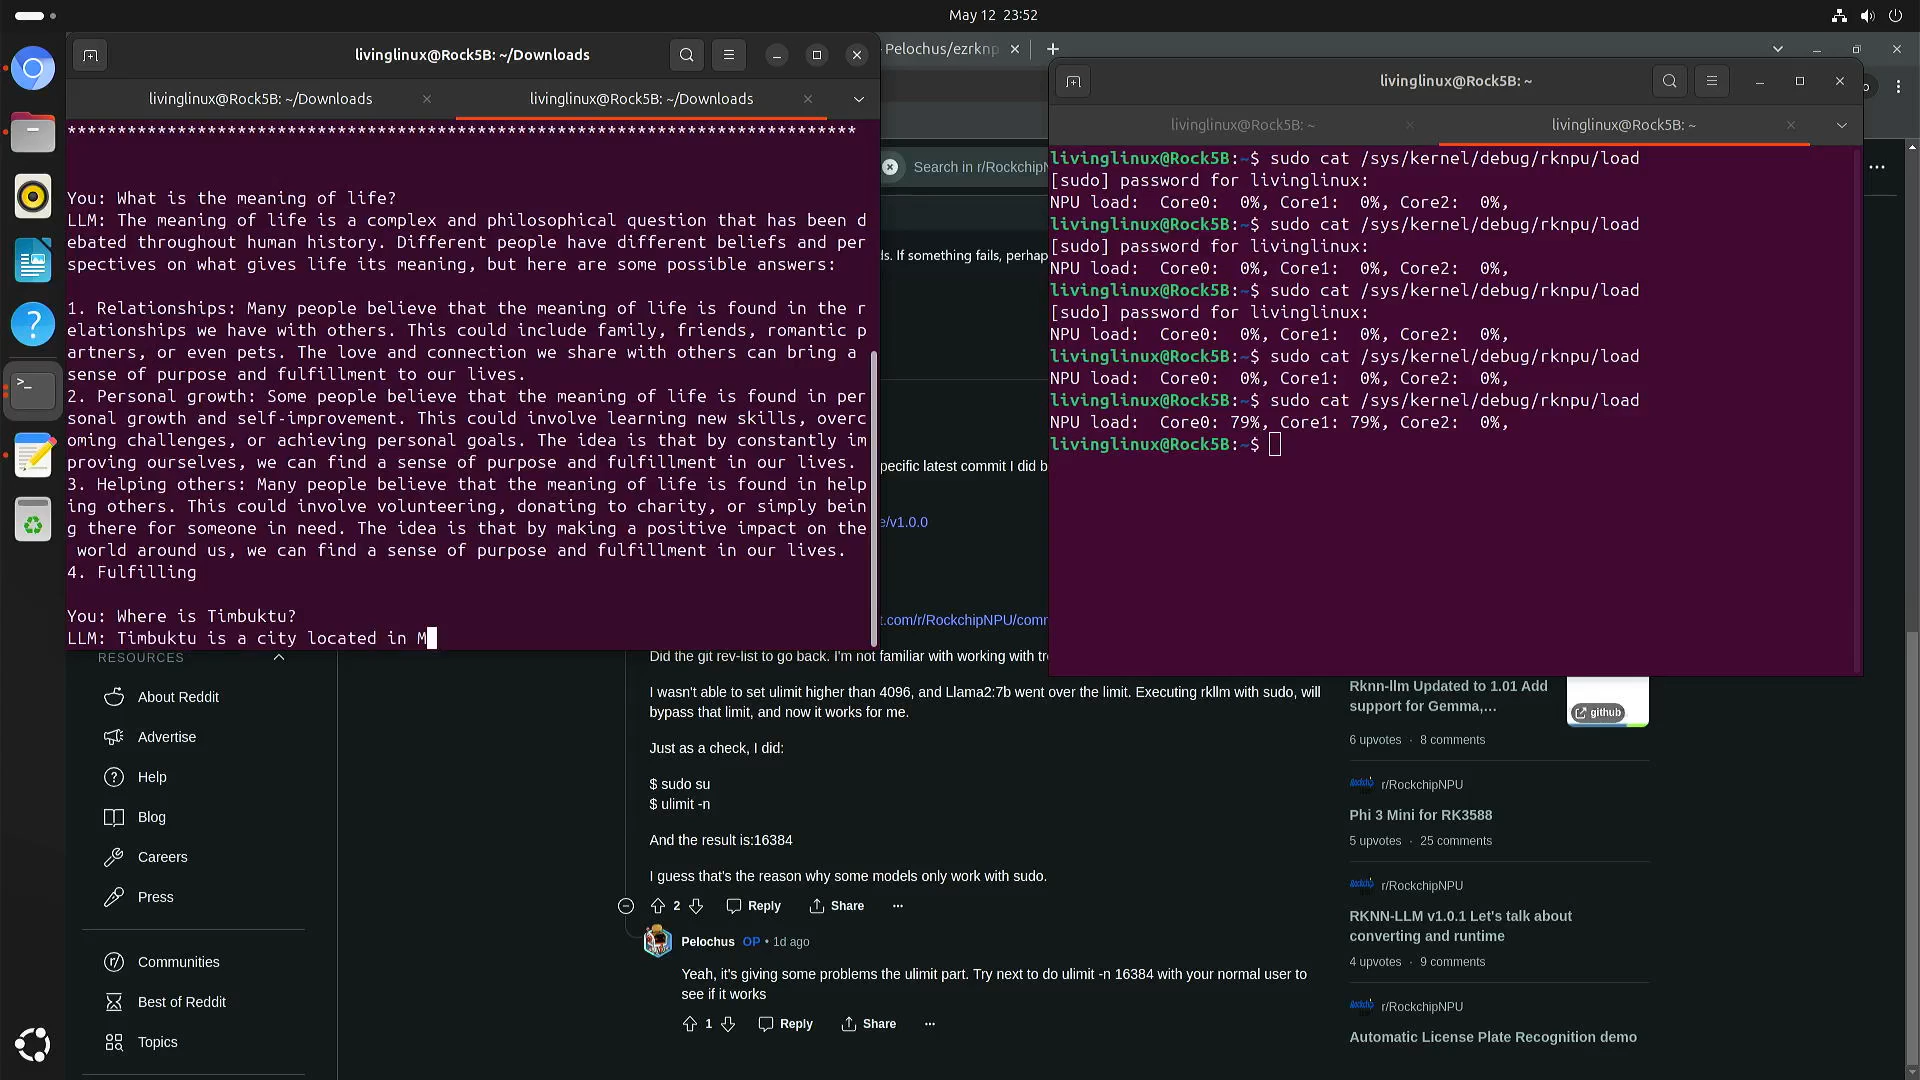 May 12  23:52
livinglinux@Rock5B: ~/Downloads
livinglinux@Rock5B: ~/Downloads
livinglinux@Rock5B: ~/Downloads
*******************************************************************************
You: What is the meaning of life?
LLM: The meaning of life is a complex and philosophical question that has been d
ebated throughout human history. Different people have different beliefs and per
spectives on what gives life its meaning, but here are some possible answers:
1. Relationships: Many people believe that the meaning of life is found in the r
elationships we have with others. This could include family, friends, romantic p
artners, or even pets. The love and connection we share with others can bring a
sense of purpose and fulfillment to our lives.
2. Personal growth: Some people believe that the meaning of life is found in per
sonal growth and self-improvement. This could involve learning new skills, overc
oming challenges, or achieving personal goals. The idea is that by constantly im
proving ourselves, we can find a sense of purpose and fulfillment in our lives.
3. Helping others: Many people believe that the meaning of life is found in help
ing others. This could involve volunteering, donating to charity, or simply bein
g there for someone in need. The idea is that by making a positive impact on the
 world around us, we can find a sense of purpose and fulfillment in our lives.
4. Fulfilling
You: Where is Timbuktu?
LLM: Timbuktu is a city located in M
Pelochus/ezrknp
livinglinux@Rock5B: ~
livinglinux@Rock5B: ~
livinglinux@Rock5B: ~
livinglinux@Rock5B:~$ sudo cat /sys/kernel/debug/rknpu/load
[sudo] password for livinglinux:
NPU load:  Core0:  0%, Core1:  0%, Core2:  0%,
livinglinux@Rock5B:~$ sudo cat /sys/kernel/debug/rknpu/load
[sudo] password for livinglinux:
NPU load:  Core0:  0%, Core1:  0%, Core2:  0%,
livinglinux@Rock5B:~$ sudo cat /sys/kernel/debug/rknpu/load
[sudo] password for livinglinux:
NPU load:  Core0:  0%, Core1:  0%, Core2:  0%,
livinglinux@Rock5B:~$ sudo cat /sys/kernel/debug/rknpu/load
NPU load:  Core0:  0%, Core1:  0%, Core2:  0%,
livinglinux@Rock5B:~$ sudo cat /sys/kernel/debug/rknpu/load
NPU load:  Core0: 79%, Core1: 79%, Core2:  0%,
livinglinux@Rock5B:~$
Search in r/RockchipN
ds. If something fails, perhap
pecific latest commit I did b
e/v1.0.0
t.com/r/RockchipNPU/comm
RESOURCES
About Reddit
Advertise
Help
Blog
Careers
Press
Communities
Best of Reddit
Topics
Did the git rev-list to go back. I'm not familiar with working with tr
I wasn't able to set ulimit higher than 4096, and Llama2:7b went over the limit. Executing rkllm with sudo, will
bypass that limit, and now it works for me.
Just as a check, I did:
$ sudo su
$ ulimit -n
And the result is:16384
I guess that's the reason why some models only work with sudo.
2 Reply Share ···
Pelochus OP • 1d ago
Yeah, it's giving some problems the ulimit part. Try next to do ulimit -n 16384 with your normal user to
see if it works
1 Reply Share ···
Rknn-llm Updated to 1.01 Add
support for Gemma,…
github
6 upvotes · 8 comments
r/RockchipNPU
Phi 3 Mini for RK3588
5 upvotes · 25 comments
r/RockchipNPU
RKNN-LLM v1.0.1 Let's talk about
converting and runtime
4 upvotes · 9 comments
r/RockchipNPU
Automatic License Plate Recognition demo